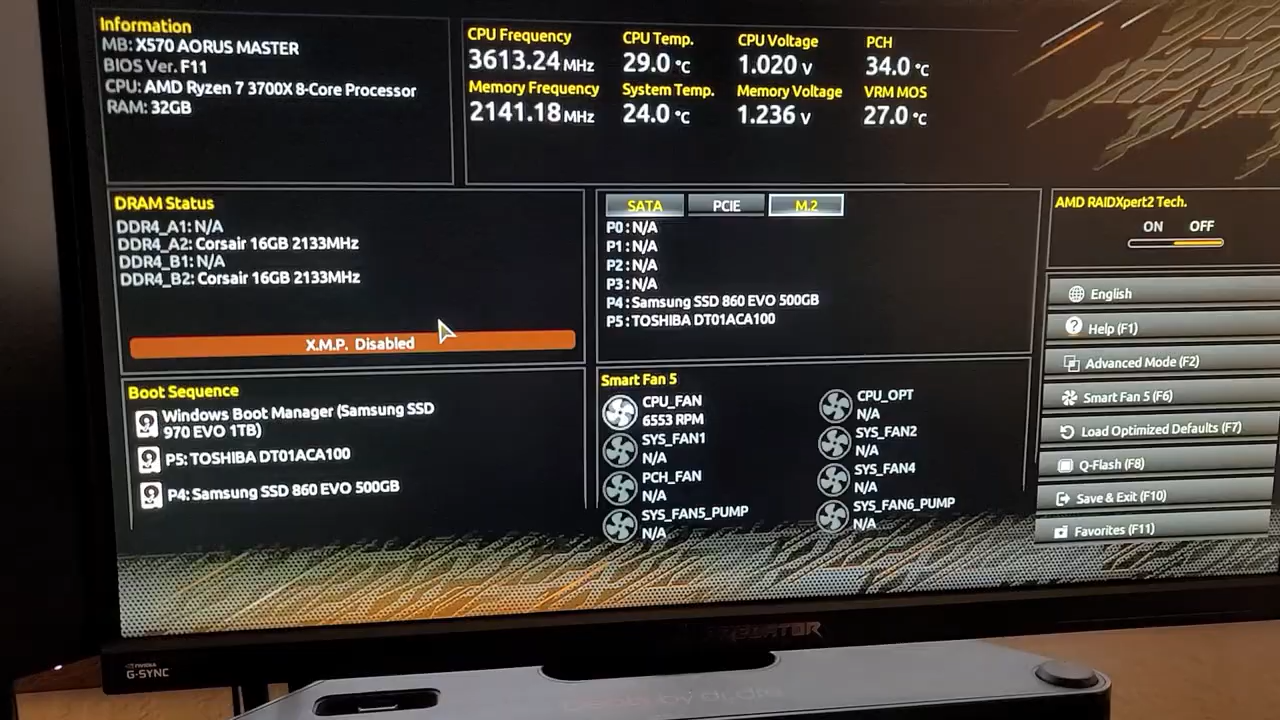 Information
MB: X570 AORUS MASTER
BIOS Ver. F11
CPU: AMD Ryzen 7 3700X 8-Core Processor
RAM: 32GB
CPU Frequency
3613.24 MHz
CPU Temp.
29.0 °C
CPU Voltage
1.020 V
PCH
34.0 °C
Memory Frequency
2141.18 MHz
System Temp.
24.0 °C
Memory Voltage
1.236 V
VRM MOS
27.0 °C
DRAM Status
DDR4_A1: N/A
DDR4_A2: Corsair 16GB 2133MHz
DDR4_B1: N/A
DDR4_B2: Corsair 16GB 2133MHz
X.M.P. Disabled
SATA PCIE M.2
P0 : N/A
P1 : N/A
P2 : N/A
P3 : N/A
P4 : Samsung SSD 860 EVO 500GB
P5 : TOSHIBA DT01ACA100
AMD RAIDXpert2 Tech.
ON OFF
English
Help (F1)
Advanced Mode (F2)
Smart Fan 5 (F6)
Load Optimized Defaults (F7)
Q-Flash (F8)
Save & Exit (F10)
Favorites (F11)
Boot Sequence
Windows Boot Manager (Samsung SSD
970 EVO 1TB)
P5: TOSHIBA DT01ACA100
P4: Samsung SSD 860 EVO 500GB
Smart Fan 5
CPU_FAN
6553 RPM
CPU_OPT
N/A
SYS_FAN1
N/A
SYS_FAN2
N/A
PCH_FAN
N/A
SYS_FAN4
N/A
SYS_FAN5_PUMP
N/A
SYS_FAN6_PUMP
N/A
PREDATOR
NVIDIA
G-SYNC